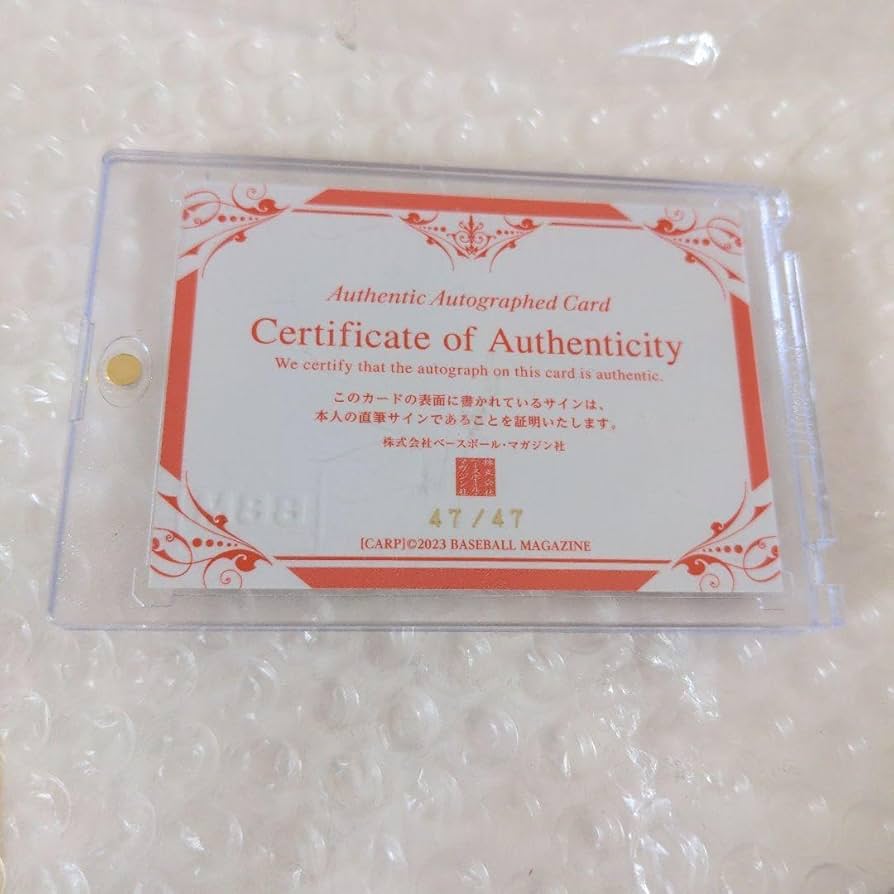 Authentic Autographed Card
Certificate of Authenticity
We certify that the autograph on this card is authentic.
このカードの表面に書かれているサインは、
本人の直筆サインであることを証明いたします。
株式会社ベースボール・マガジン社
47/47
[CARP]©2023 BASEBALL MAGAZINE